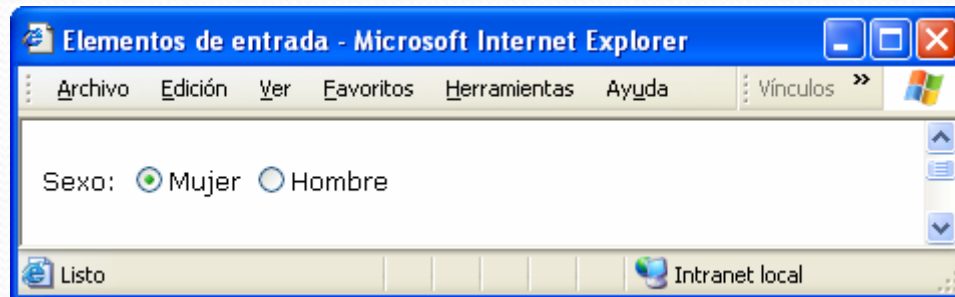 Elementos de entrada - Microsoft Internet Explorer
Archivo Edición Ver Favoritos Herramientas Ayuda Vínculos »
Sexo: Mujer Hombre
Listo Intranet local